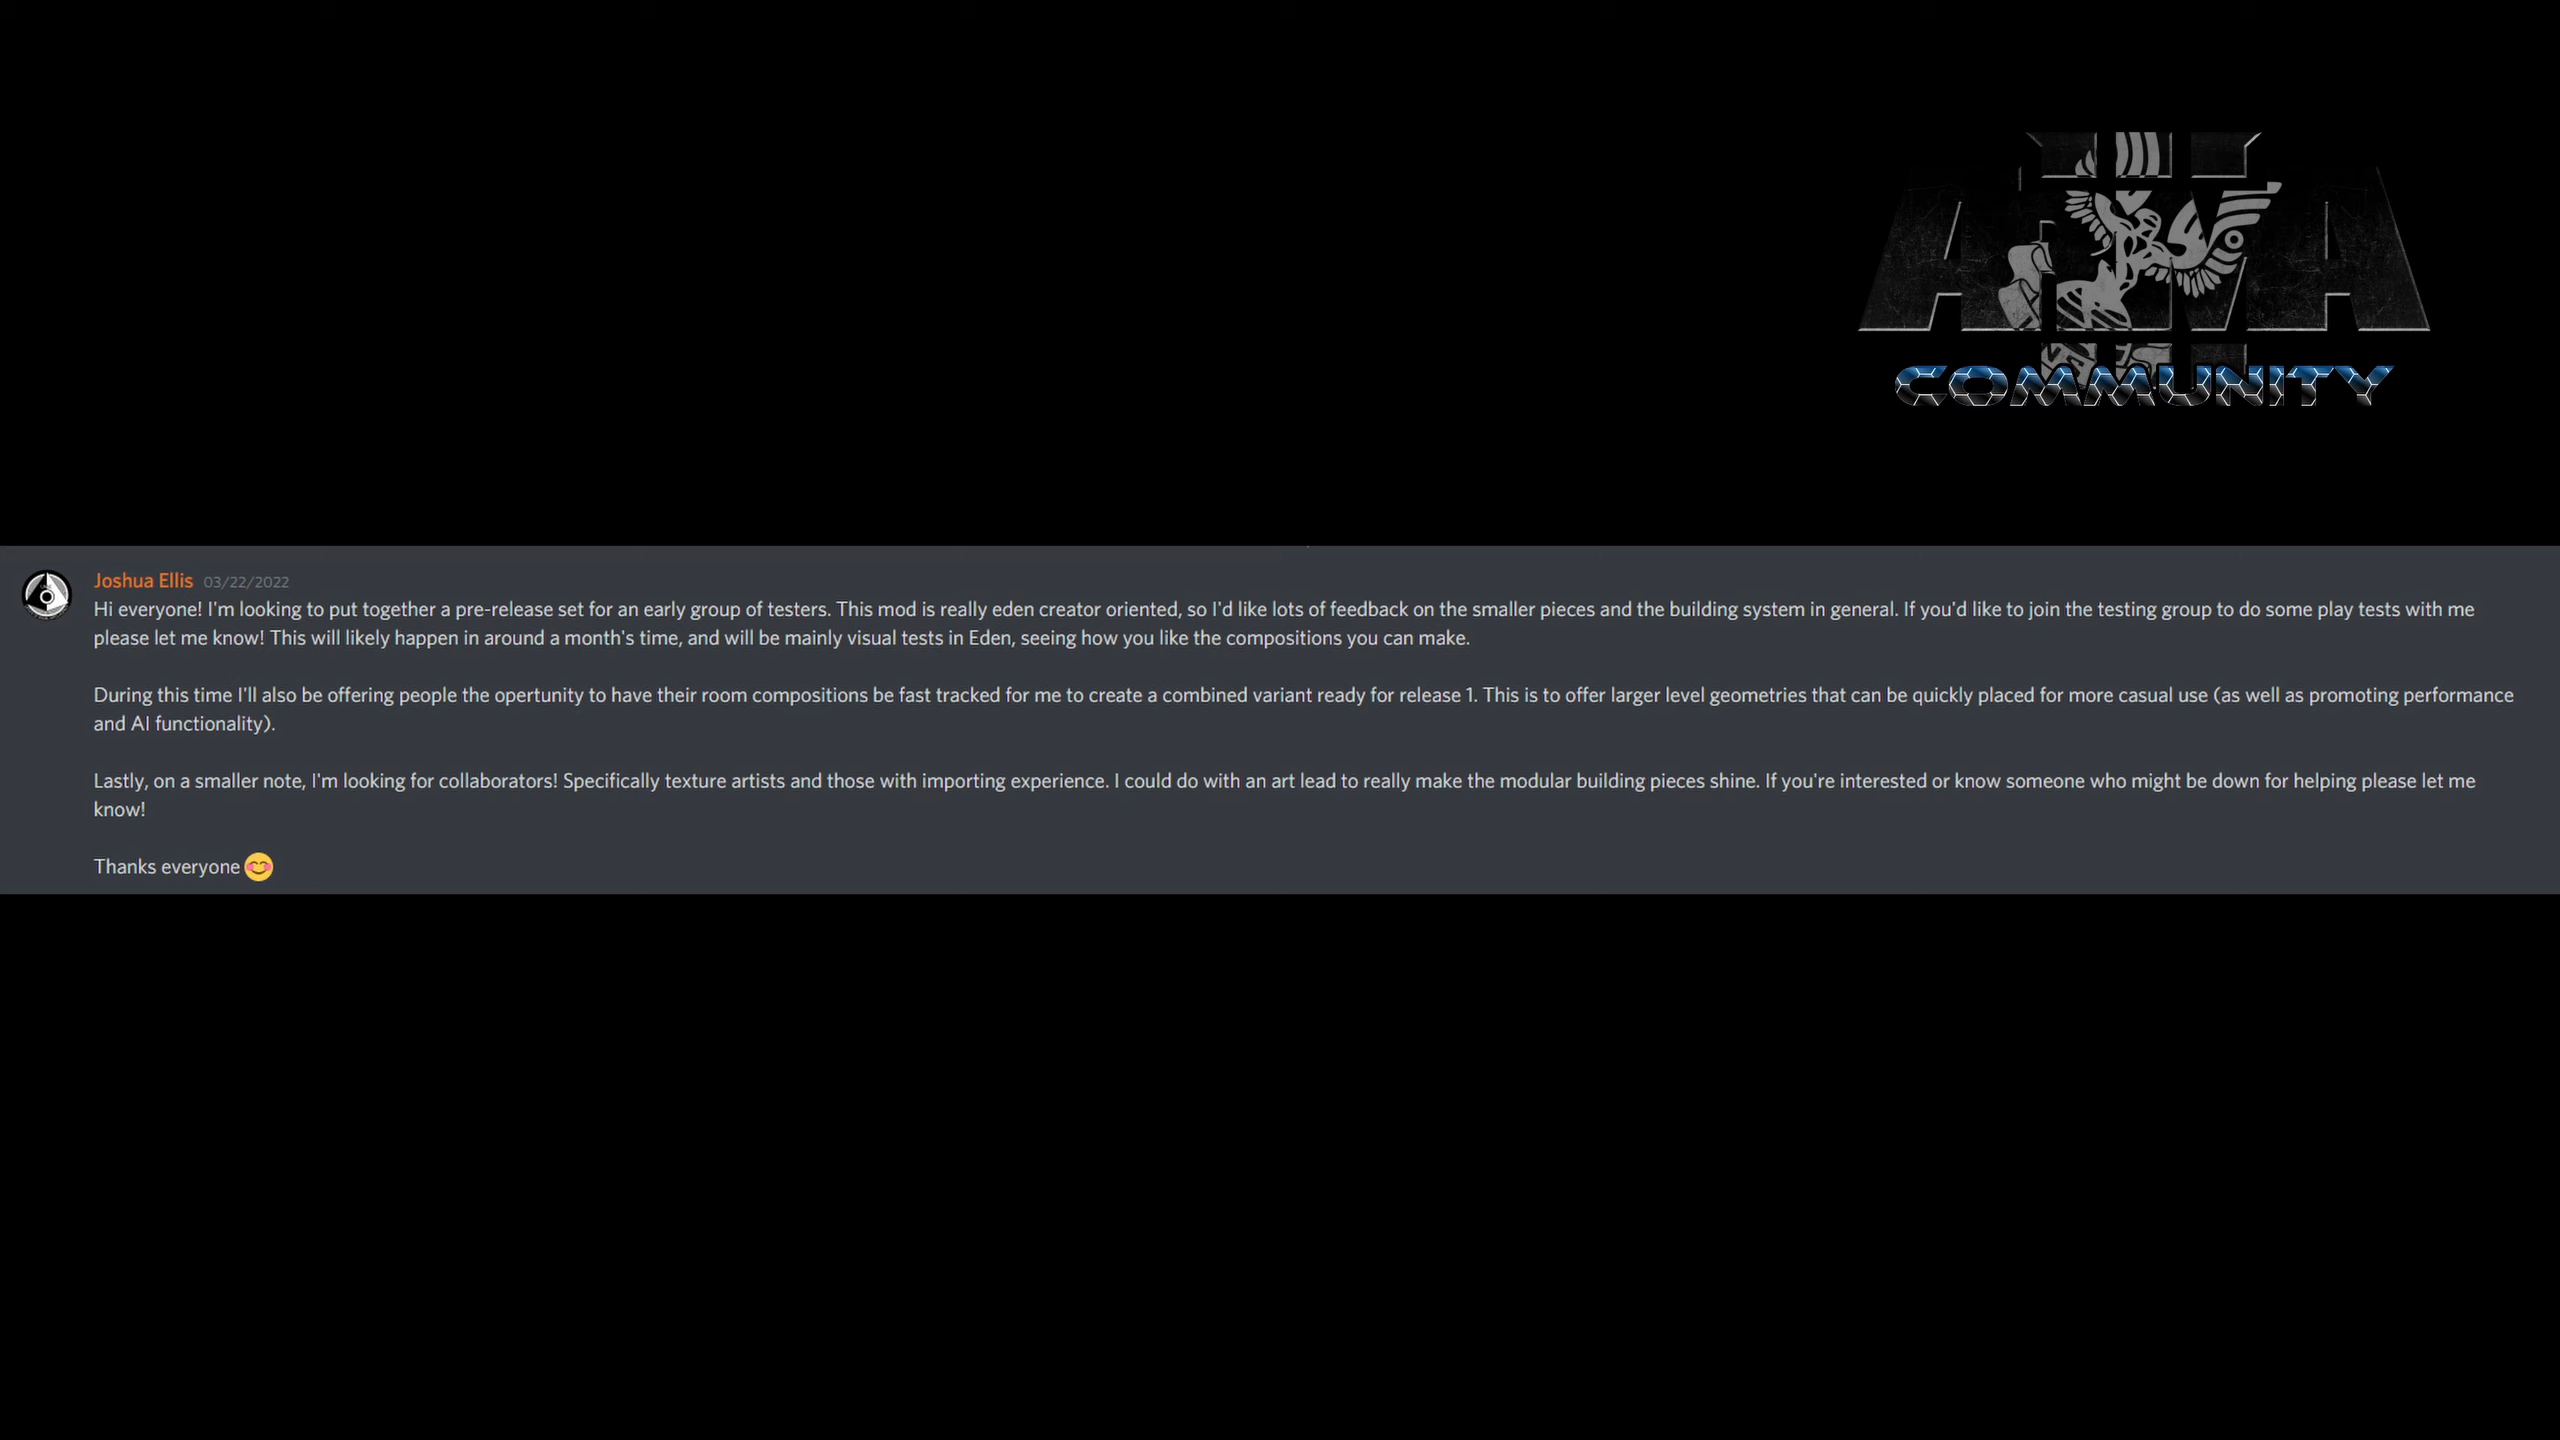 ARMA
III
COMMUNITY
Joshua Ellis 03/22/2022
Hi everyone! I'm looking to put together a pre-release set for an early group of testers. This mod is really eden creator oriented, so I'd like lots of feedback on the smaller pieces and the building system in general. If you'd like to join the testing group to do some play tests with me
please let me know! This will likely happen in around a month's time, and will be mainly visual tests in Eden, seeing how you like the compositions you can make.
During this time I'll also be offering people the opertunity to have their room compositions be fast tracked for me to create a combined variant ready for release 1. This is to offer larger level geometries that can be quickly placed for more casual use (as well as promoting performance
and AI functionality).
Lastly, on a smaller note, I'm looking for collaborators! Specifically texture artists and those with importing experience. I could do with an art lead to really make the modular building pieces shine. If you're interested or know someone who might be down for helping please let me
know!
Thanks everyone 😊